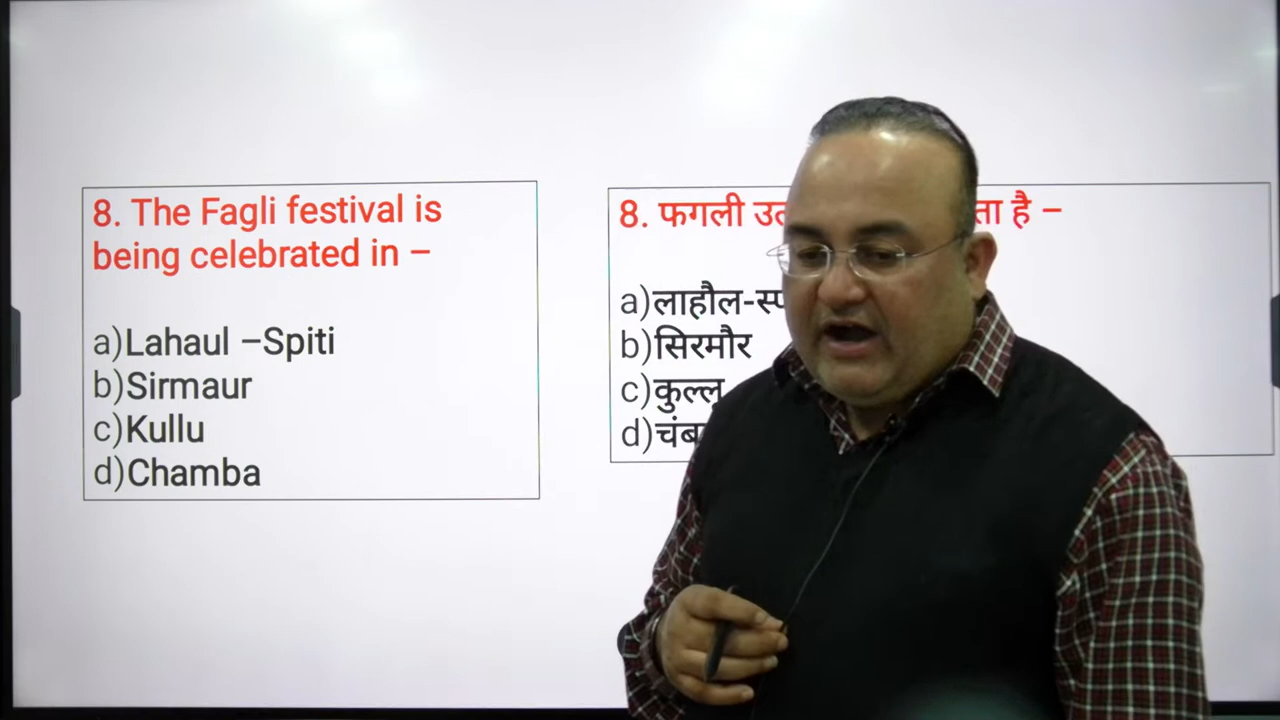 8. The Fagli festival is
being celebrated in –
a)Lahaul –Spiti
b)Sirmaur
c)Kullu
d)Chamba
8. फगली है –
a)
b)सिरमौर
c)कुल्लू
d)